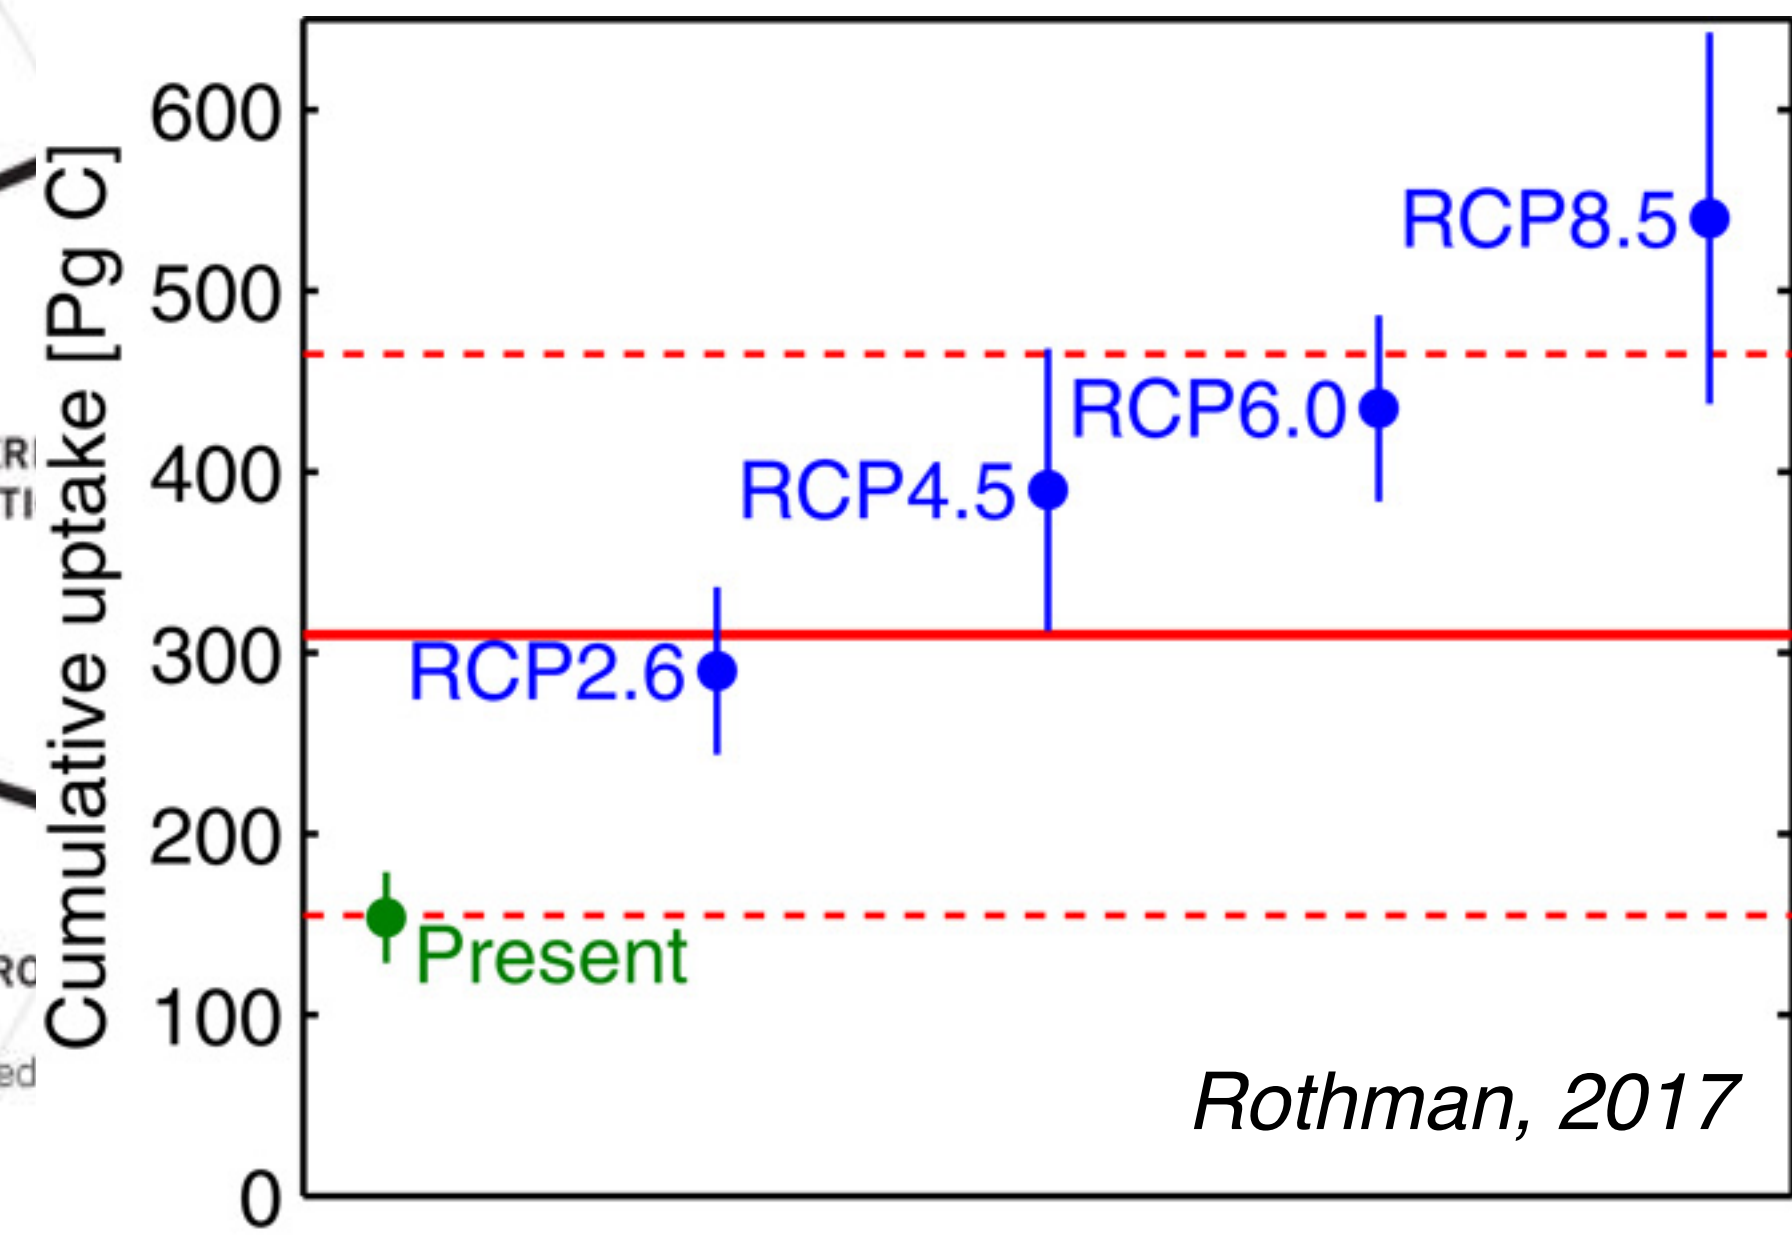 Cumulative uptake [Pg C]
600
500
400
300
200
100
0
RCP8.5
RCP6.0
RCP4.5
RCP2.6
Present
Rothman, 2017